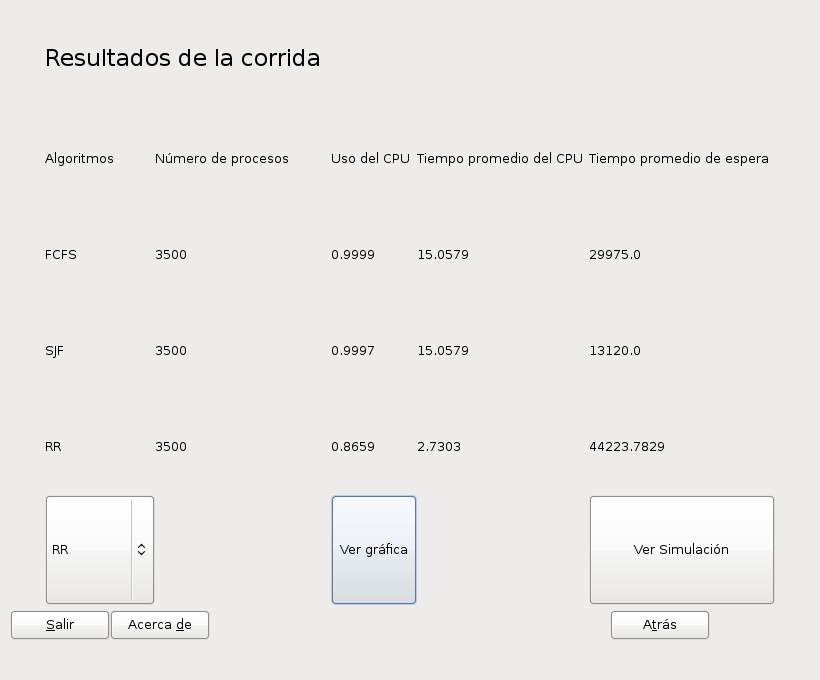 Resultados de la corrida
Algoritmos Número de procesos Uso del CPU Tiempo promedio del CPU Tiempo promedio de espera
FCFS 3500 0.9999 15.0579 29975.0
SJF 3500 0.9997 15.0579 13120.0
RR 3500 0.8659 2.7303 44223.7829
RR Ver gráfica Ver Simulación
Salir Acerca de Atrás